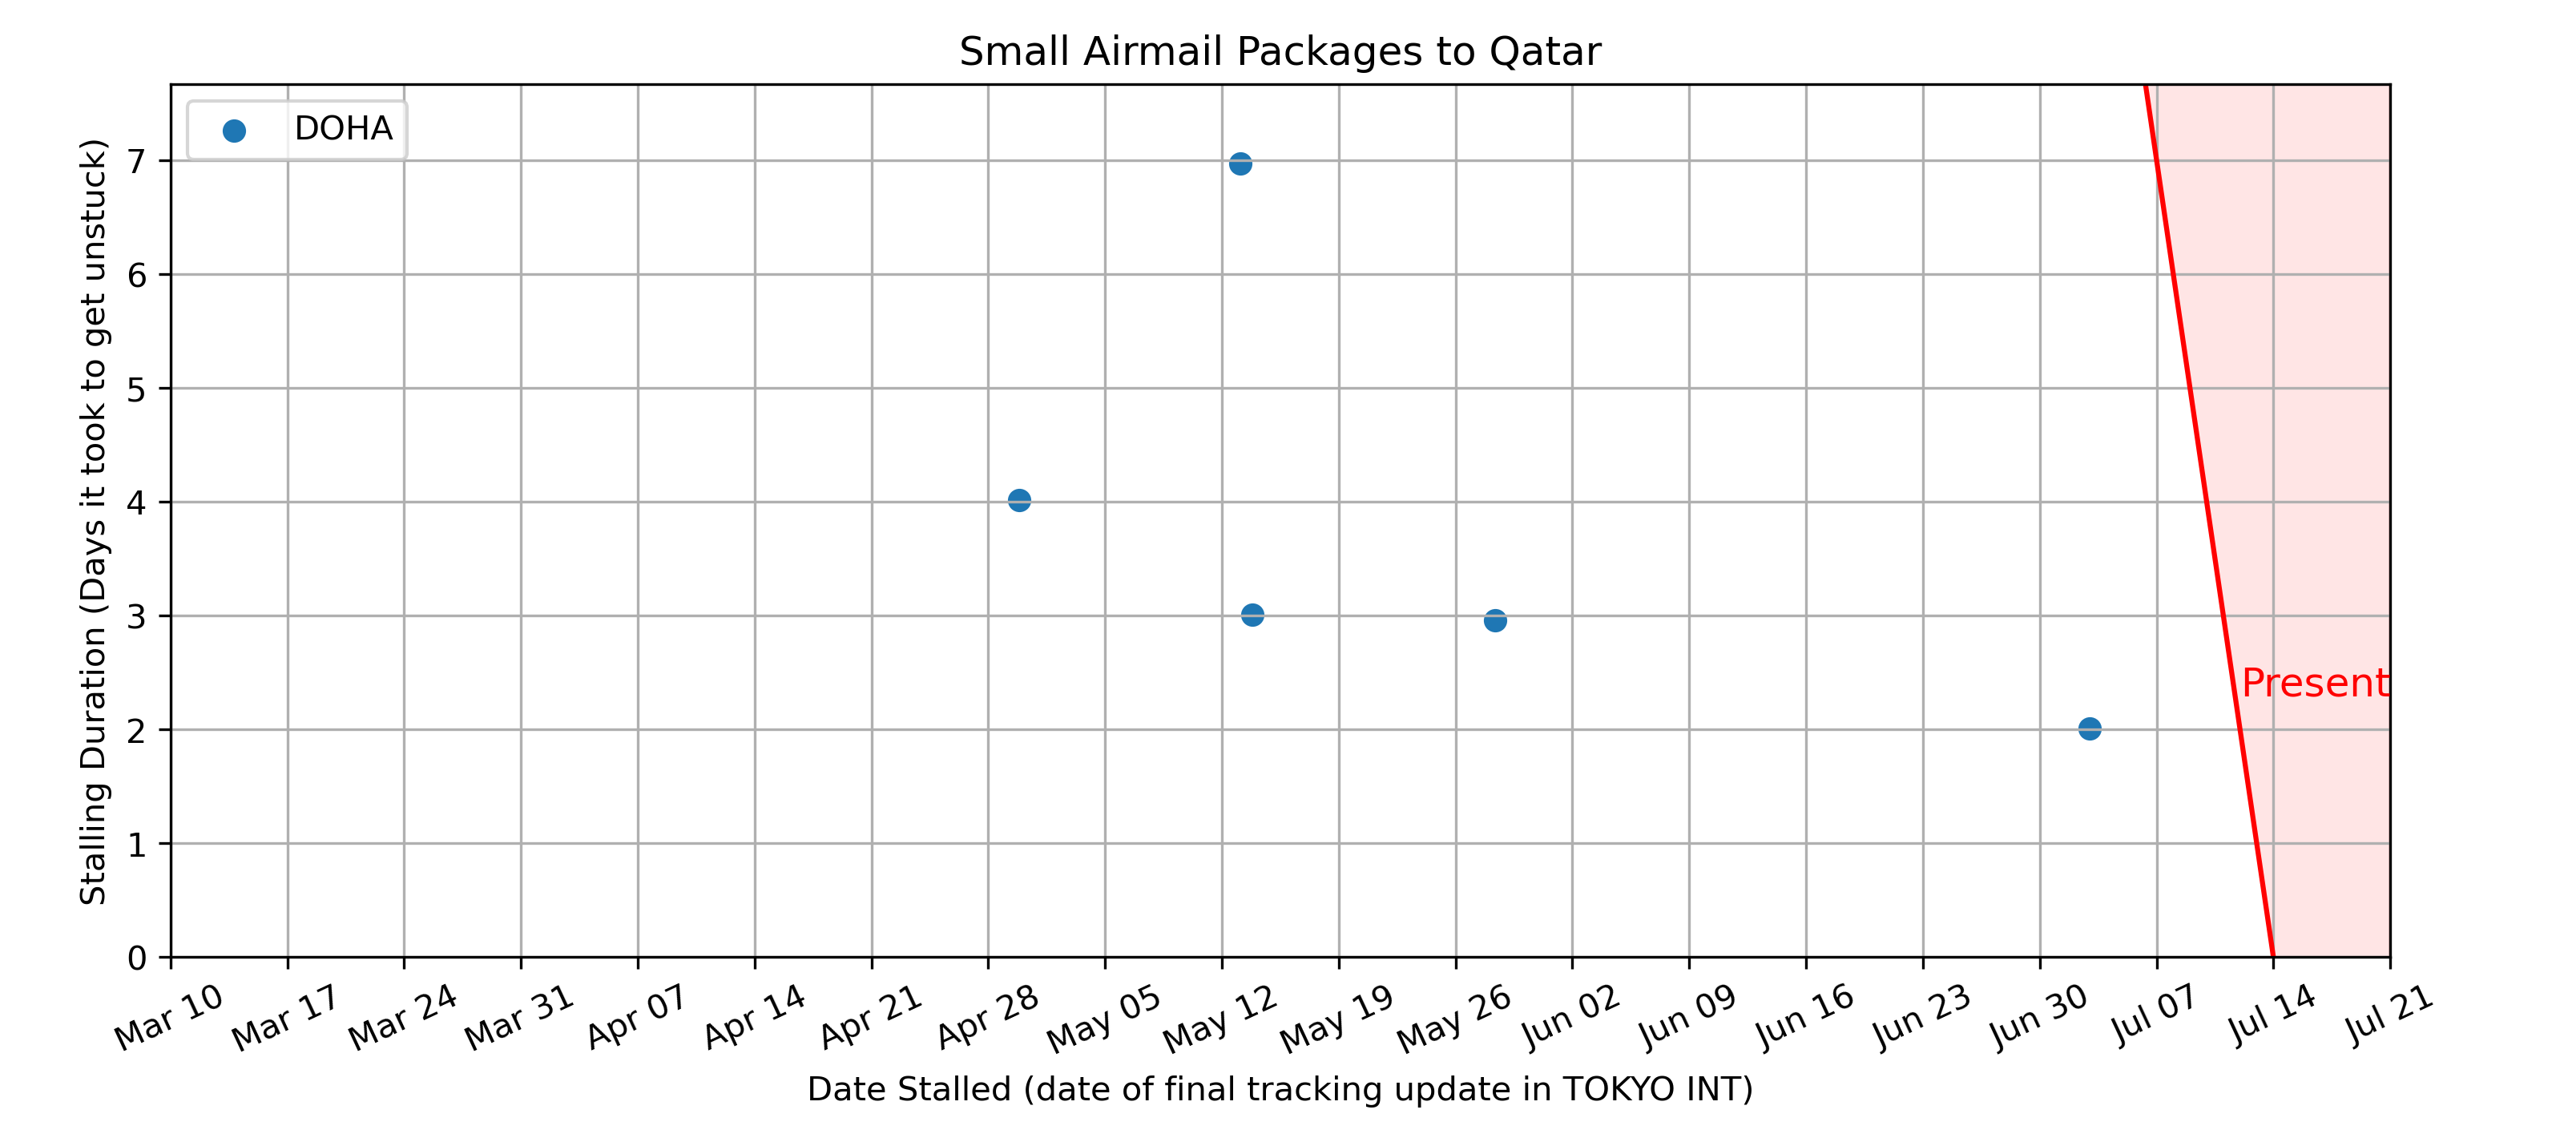 Small Airmail Packages to Qatar
DOHA
Stalling Duration (Days it took to get unstuck)
7
6
5
4
3
2
1
0
Present
Mar 10
Mar 17
Mar 24
Mar 31
Apr 07
Apr 14
Apr 21
Apr 28
May 05
May 12
May 19
May 26
Jun 02
Jun 09
Jun 16
Jun 23
Jun 30
Jul 07
Jul 14
Jul 21
Date Stalled (date of final tracking update in TOKYO INT)